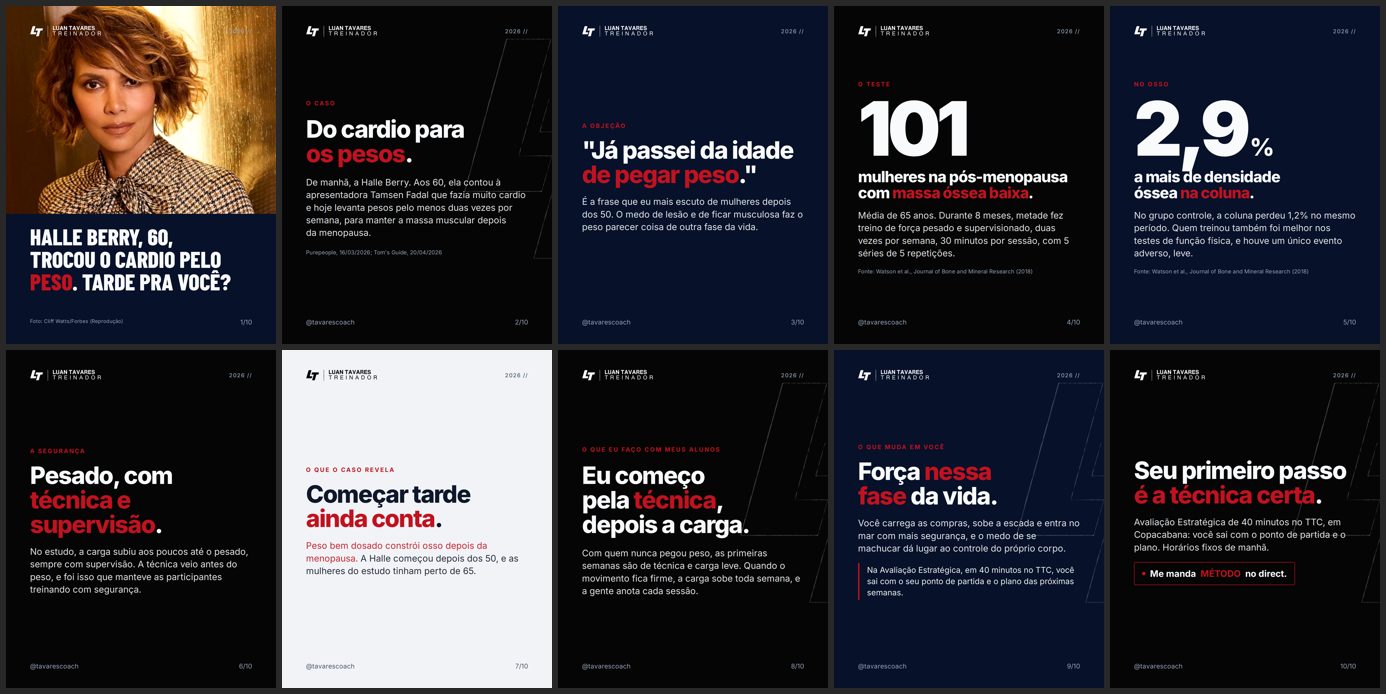 LT LUAN TAVARES
TREINADOR
2026 //
HALLE BERRY, 60,
TROCOU O CARDIO PELO
PESO. TARDE PRA VOCÊ?
Foto: Cliff Watts/Forbes (Reprodução)
1/10
LT LUAN TAVARES
TREINADOR
2026 //
O CASO
Do cardio para
os pesos.
De manhã, a Halle Berry. Aos 60, ela contou à
apresentadora Tamsen Fadal que fazia muito cardio
e hoje levanta pesos pelo menos duas vezes por
semana, para manter a massa muscular depois
da menopausa.
Purepeople, 16/03/2026; Tom's Guide, 20/04/2026
@tavarescoach
2/10
LT LUAN TAVARES
TREINADOR
2026 //
A OBJEÇÃO
"Já passei da idade
de pegar peso."
É a frase que eu mais escuto de mulheres depois
dos 50. O medo de lesão e de ficar musculosa faz o
peso parecer coisa de outra fase da vida.
@tavarescoach
3/10
LT LUAN TAVARES
TREINADOR
2026 //
O TESTE
101
mulheres na pós-menopausa
com massa óssea baixa.
Média de 65 anos. Durante 8 meses, metade fez
treino de força pesado e supervisionado, duas
vezes por semana, 30 minutos por sessão, com 5
séries de 5 repetições.
Fonte: Watson et al., Journal of Bone and Mineral Research (2018)
@tavarescoach
4/10
LT LUAN TAVARES
TREINADOR
2026 //
NO OSSO
2,9%
a mais de densidade
óssea na coluna.
No grupo controle, a coluna perdeu 1,2% no mesmo
período. Quem treinou também foi melhor nos
testes de função física, e houve um único evento
adverso, leve.
Fonte: Watson et al., Journal of Bone and Mineral Research (2018)
@tavarescoach
5/10
LT LUAN TAVARES
TREINADOR
2026 //
A SEGURANÇA
Pesado, com
técnica e
supervisão.
No estudo, a carga subiu aos poucos até o pesado,
sempre com supervisão. A técnica veio antes do
peso, e foi isso que manteve as participantes
treinando com segurança.
@tavarescoach
6/10
LT LUAN TAVARES
TREINADOR
2026 //
O QUE O CASO REVELA
Começar tarde
ainda conta.
Peso bem dosado constrói osso depois da
menopausa. A Halle começou depois dos 50, e as
mulheres do estudo tinham perto de 65.
@tavarescoach
7/10
LT LUAN TAVARES
TREINADOR
2026 //
O QUE EU FAÇO COM MEUS ALUNOS
Eu começo
pela técnica,
depois a carga.
Com quem nunca pegou peso, as primeiras
semanas são de técnica e carga leve. Quando o
movimento fica firme, a carga sobe toda semana, e
a gente anota cada sessão.
@tavarescoach
8/10
LT LUAN TAVARES
TREINADOR
2026 //
O QUE MUDA EM VOCÊ
Força nessa
fase da vida.
Você carrega as compras, sobe a escada e entra no
mar com mais segurança, e o medo de se
machucar dá lugar ao controle do próprio corpo.
Na Avaliação Estratégica, em 40 minutos no TTC, você
sai com o seu ponto de partida e o plano das próximas
semanas.
@tavarescoach
9/10
LT LUAN TAVARES
TREINADOR
2026 //
Seu primeiro passo
é a técnica certa.
Avaliação Estratégica de 40 minutos no TTC, em
Copacabana: você sai com o ponto de partida e o
plano. Horários fixos de manhã.
• Me manda MÉTODO no direct.
@tavarescoach
10/10